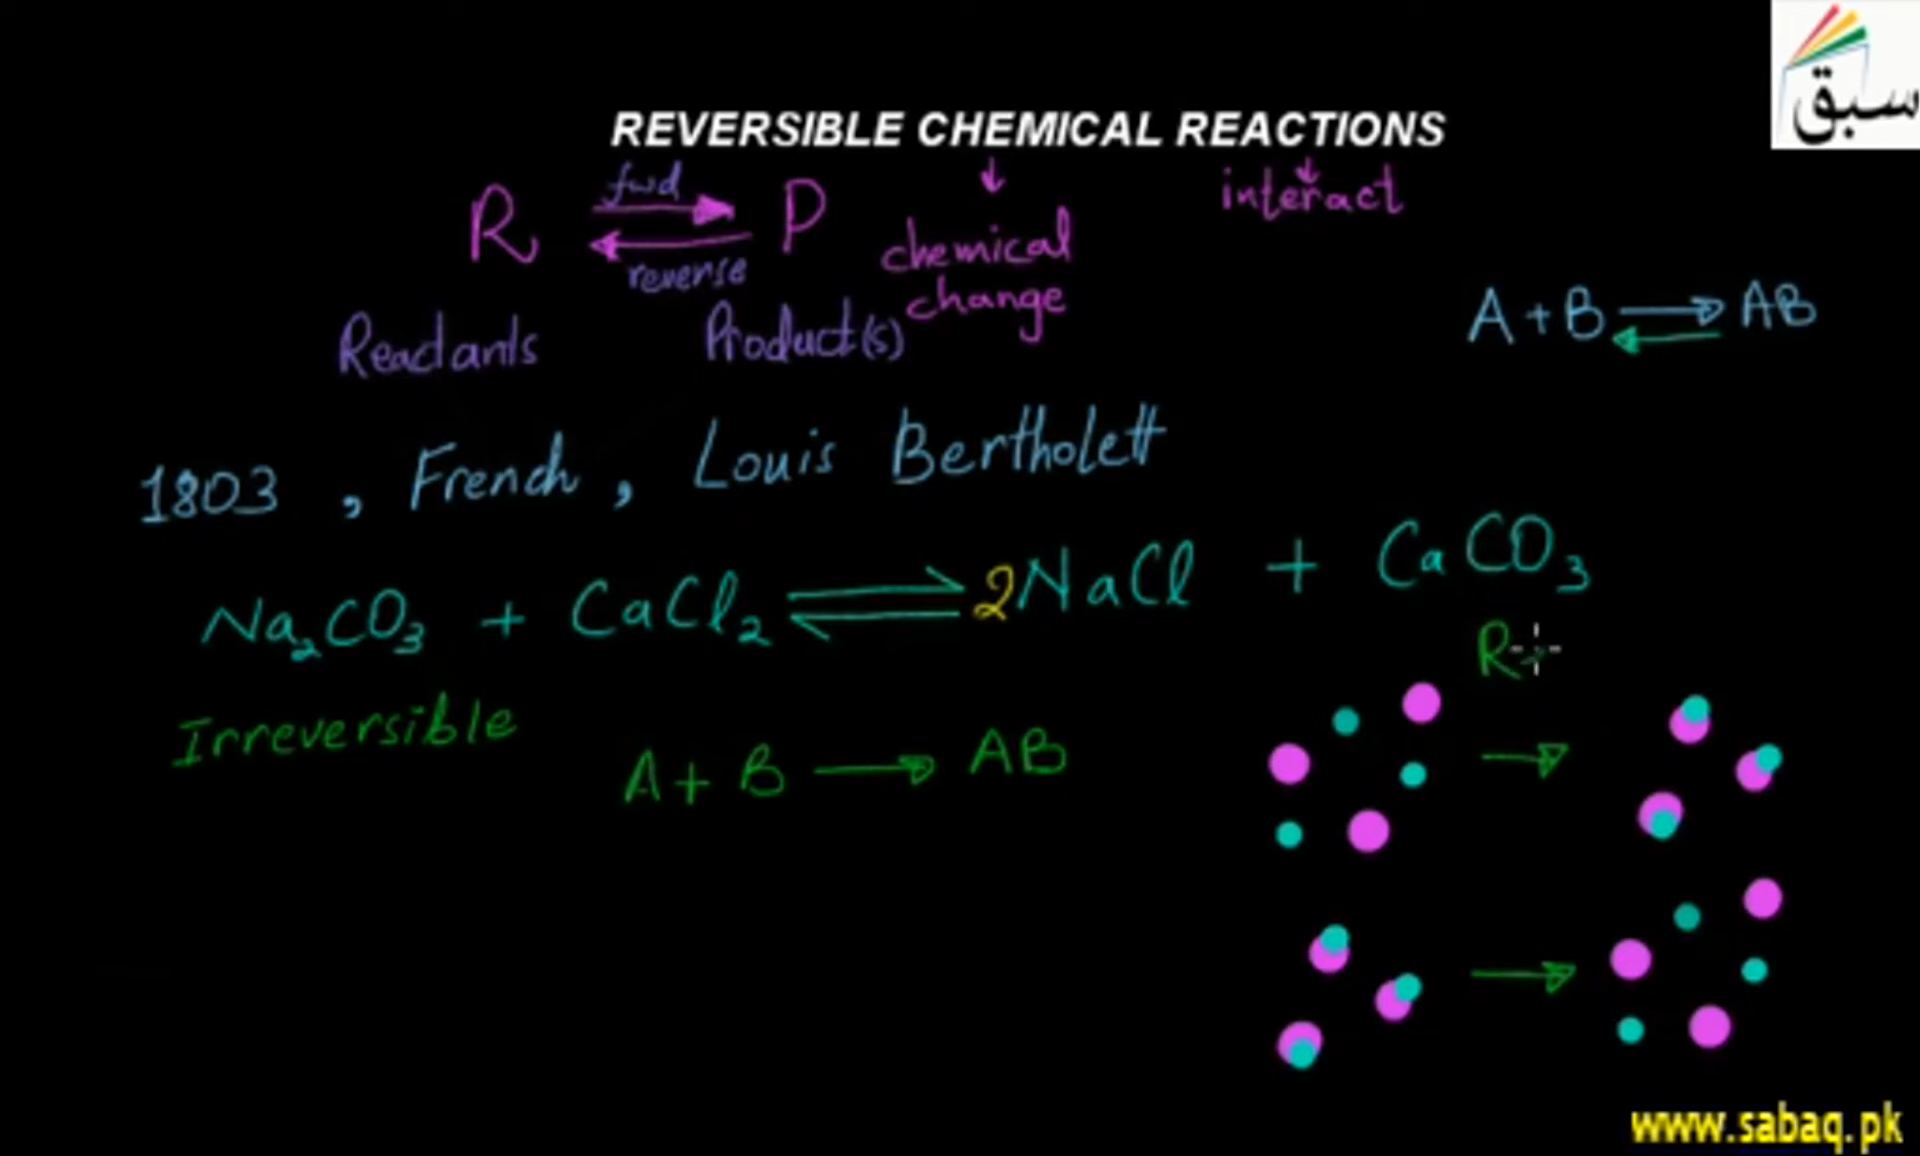 سبق
REVERSIBLE CHEMICAL REACTIONS
fwd
R ⇌ P
reverse
↓ chemical change
↓ interact
Reactants Product(s)
A + B ⇌ AB
1803 , French , Louis Bertholett
Na₂CO₃ + CaCl₂ ⇌ 2NaCl + CaCO₃
R
Irreversible A + B → AB
www.sabaq.pk